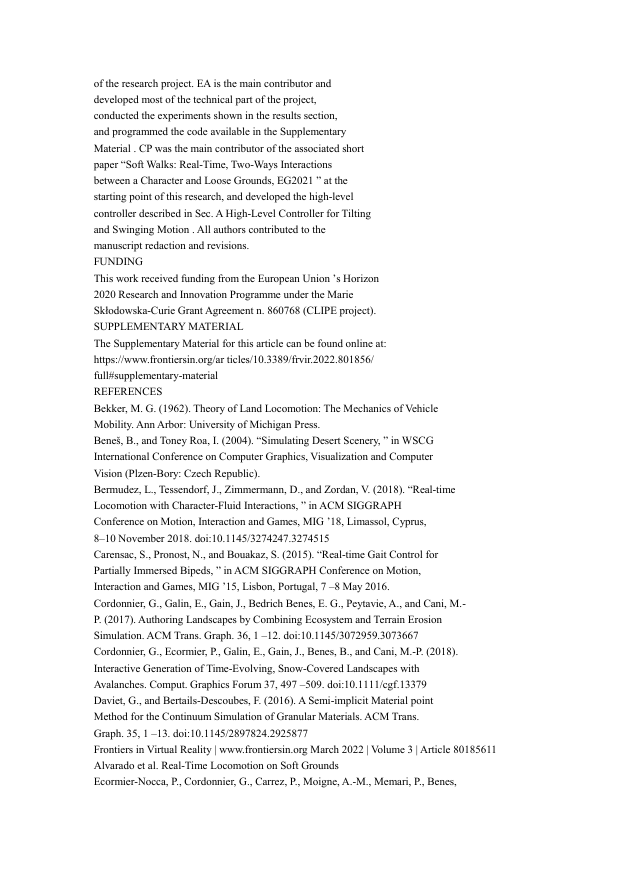 of the research project. EA is the main contributor and
developed most of the technical part of the project,
conducted the experiments shown in the results section,
and programmed the code available in the Supplementary
Material . CP was the main contributor of the associated short
paper “Soft Walks: Real-Time, Two-Ways Interactions
between a Character and Loose Grounds, EG2021 ” at the
starting point of this research, and developed the high-level
controller described in Sec. A High-Level Controller for Tilting
and Swinging Motion . All authors contributed to the
manuscript redaction and revisions.
FUNDING
This work received funding from the European Union ’s Horizon
2020 Research and Innovation Programme under the Marie
Skłodowska-Curie Grant Agreement n. 860768 (CLIPE project).
SUPPLEMENTARY MATERIAL
The Supplementary Material for this article can be found online at:
https://www.frontiersin.org/ar ticles/10.3389/frvir.2022.801856/
full#supplementary-material
REFERENCES
Bekker, M. G. (1962). Theory of Land Locomotion: The Mechanics of Vehicle
Mobility. Ann Arbor: University of Michigan Press.
Beneš, B., and Toney Roa, I. (2004). “Simulating Desert Scenery, ” in WSCG
International Conference on Computer Graphics, Visualization and Computer
Vision (Plzen-Bory: Czech Republic).
Bermudez, L., Tessendorf, J., Zimmermann, D., and Zordan, V. (2018). “Real-time
Locomotion with Character-Fluid Interactions, ” in ACM SIGGRAPH
Conference on Motion, Interaction and Games, MIG ’18, Limassol, Cyprus,
8–10 November 2018. doi:10.1145/3274247.3274515
Carensac, S., Pronost, N., and Bouakaz, S. (2015). “Real-time Gait Control for
Partially Immersed Bipeds, ” in ACM SIGGRAPH Conference on Motion,
Interaction and Games, MIG ’15, Lisbon, Portugal, 7 –8 May 2016.
Cordonnier, G., Galin, E., Gain, J., Bedrich Benes, E. G., Peytavie, A., and Cani, M.-
P. (2017). Authoring Landscapes by Combining Ecosystem and Terrain Erosion
Simulation. ACM Trans. Graph. 36, 1 –12. doi:10.1145/3072959.3073667
Cordonnier, G., Ecormier, P., Galin, E., Gain, J., Benes, B., and Cani, M.-P. (2018).
Interactive Generation of Time-Evolving, Snow-Covered Landscapes with
Avalanches. Comput. Graphics Forum 37, 497 –509. doi:10.1111/cgf.13379
Daviet, G., and Bertails-Descoubes, F. (2016). A Semi-implicit Material point
Method for the Continuum Simulation of Granular Materials. ACM Trans.
Graph. 35, 1 –13. doi:10.1145/2897824.2925877
Frontiers in Virtual Reality | www.frontiersin.org March 2022 | Volume 3 | Article 80185611
Alvarado et al. Real-Time Locomotion on Soft Grounds
Ecormier-Nocca, P., Cordonnier, G., Carrez, P., Moigne, A.-M., Memari, P., Benes,